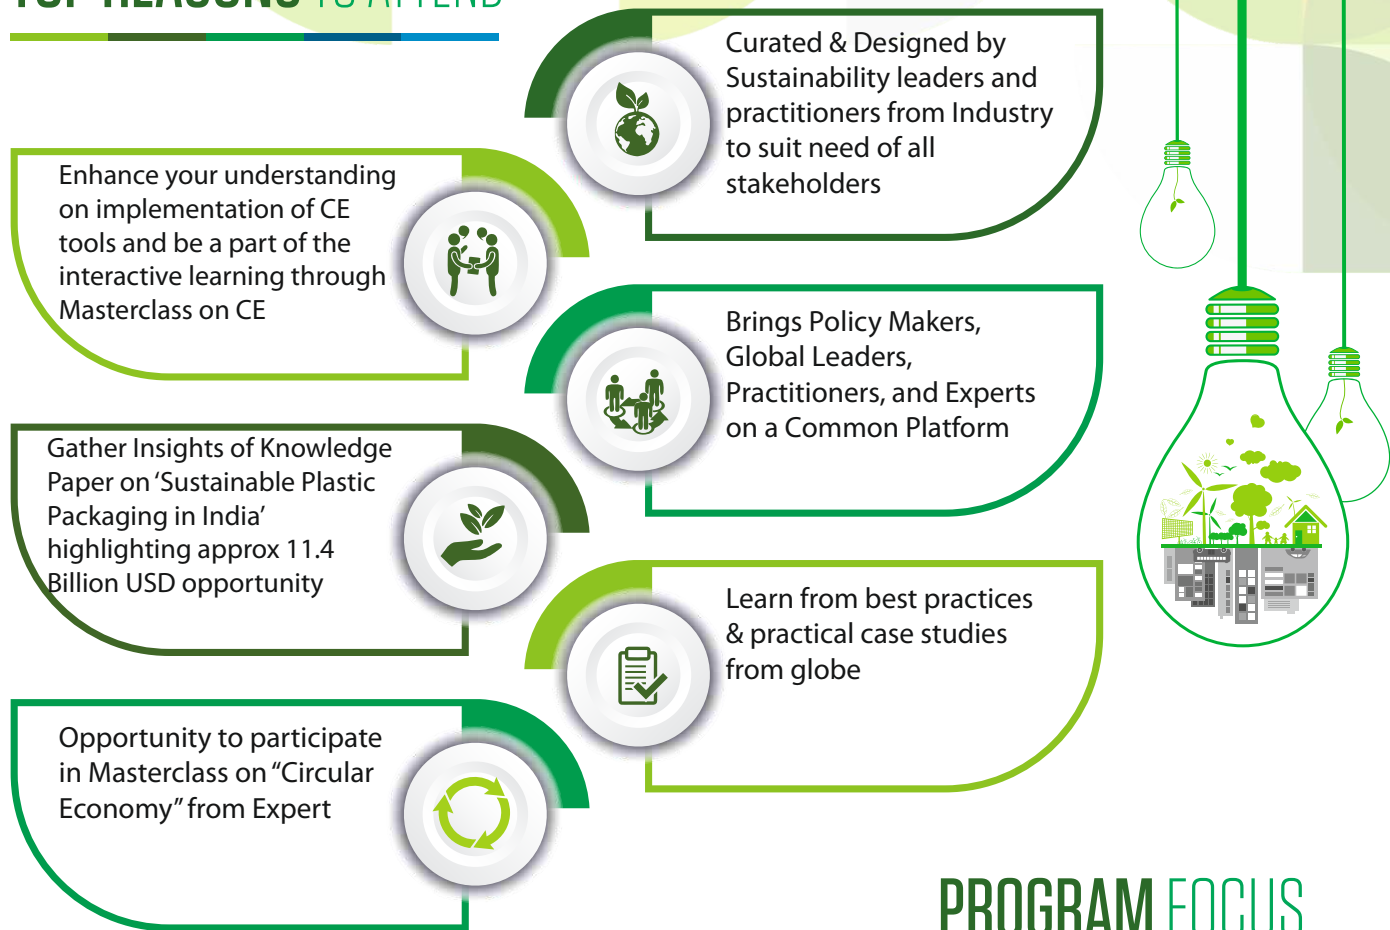 TOP REASONS TO ATTEND
Curated & Designed by
Sustainability leaders and
practitioners from Industry
to suit need of all
stakeholders
Enhance your understanding
on implementation of CE
tools and be a part of the
interactive learning through
Masterclass on CE
Brings Policy Makers,
Global Leaders,
Practitioners, and Experts
on a Common Platform
Gather Insights of Knowledge
Paper on ‘Sustainable Plastic
Packaging in India’
highlighting approx 11.4
Billion USD opportunity
Learn from best practices
& practical case studies
from globe
Opportunity to participate
in Masterclass on “Circular
Economy” from Expert
PROGRAM FOCUS